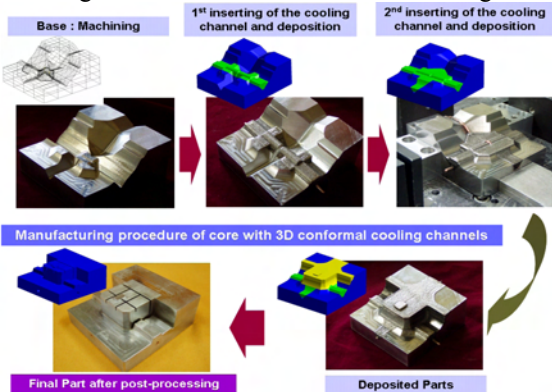 Base : Machining
1st inserting of the cooling
channel and deposition
2nd inserting of the cooling
channel and deposition
Manufacturing procedure of core with 3D conformal cooling channels
Final Part after post-processing
Deposited Parts